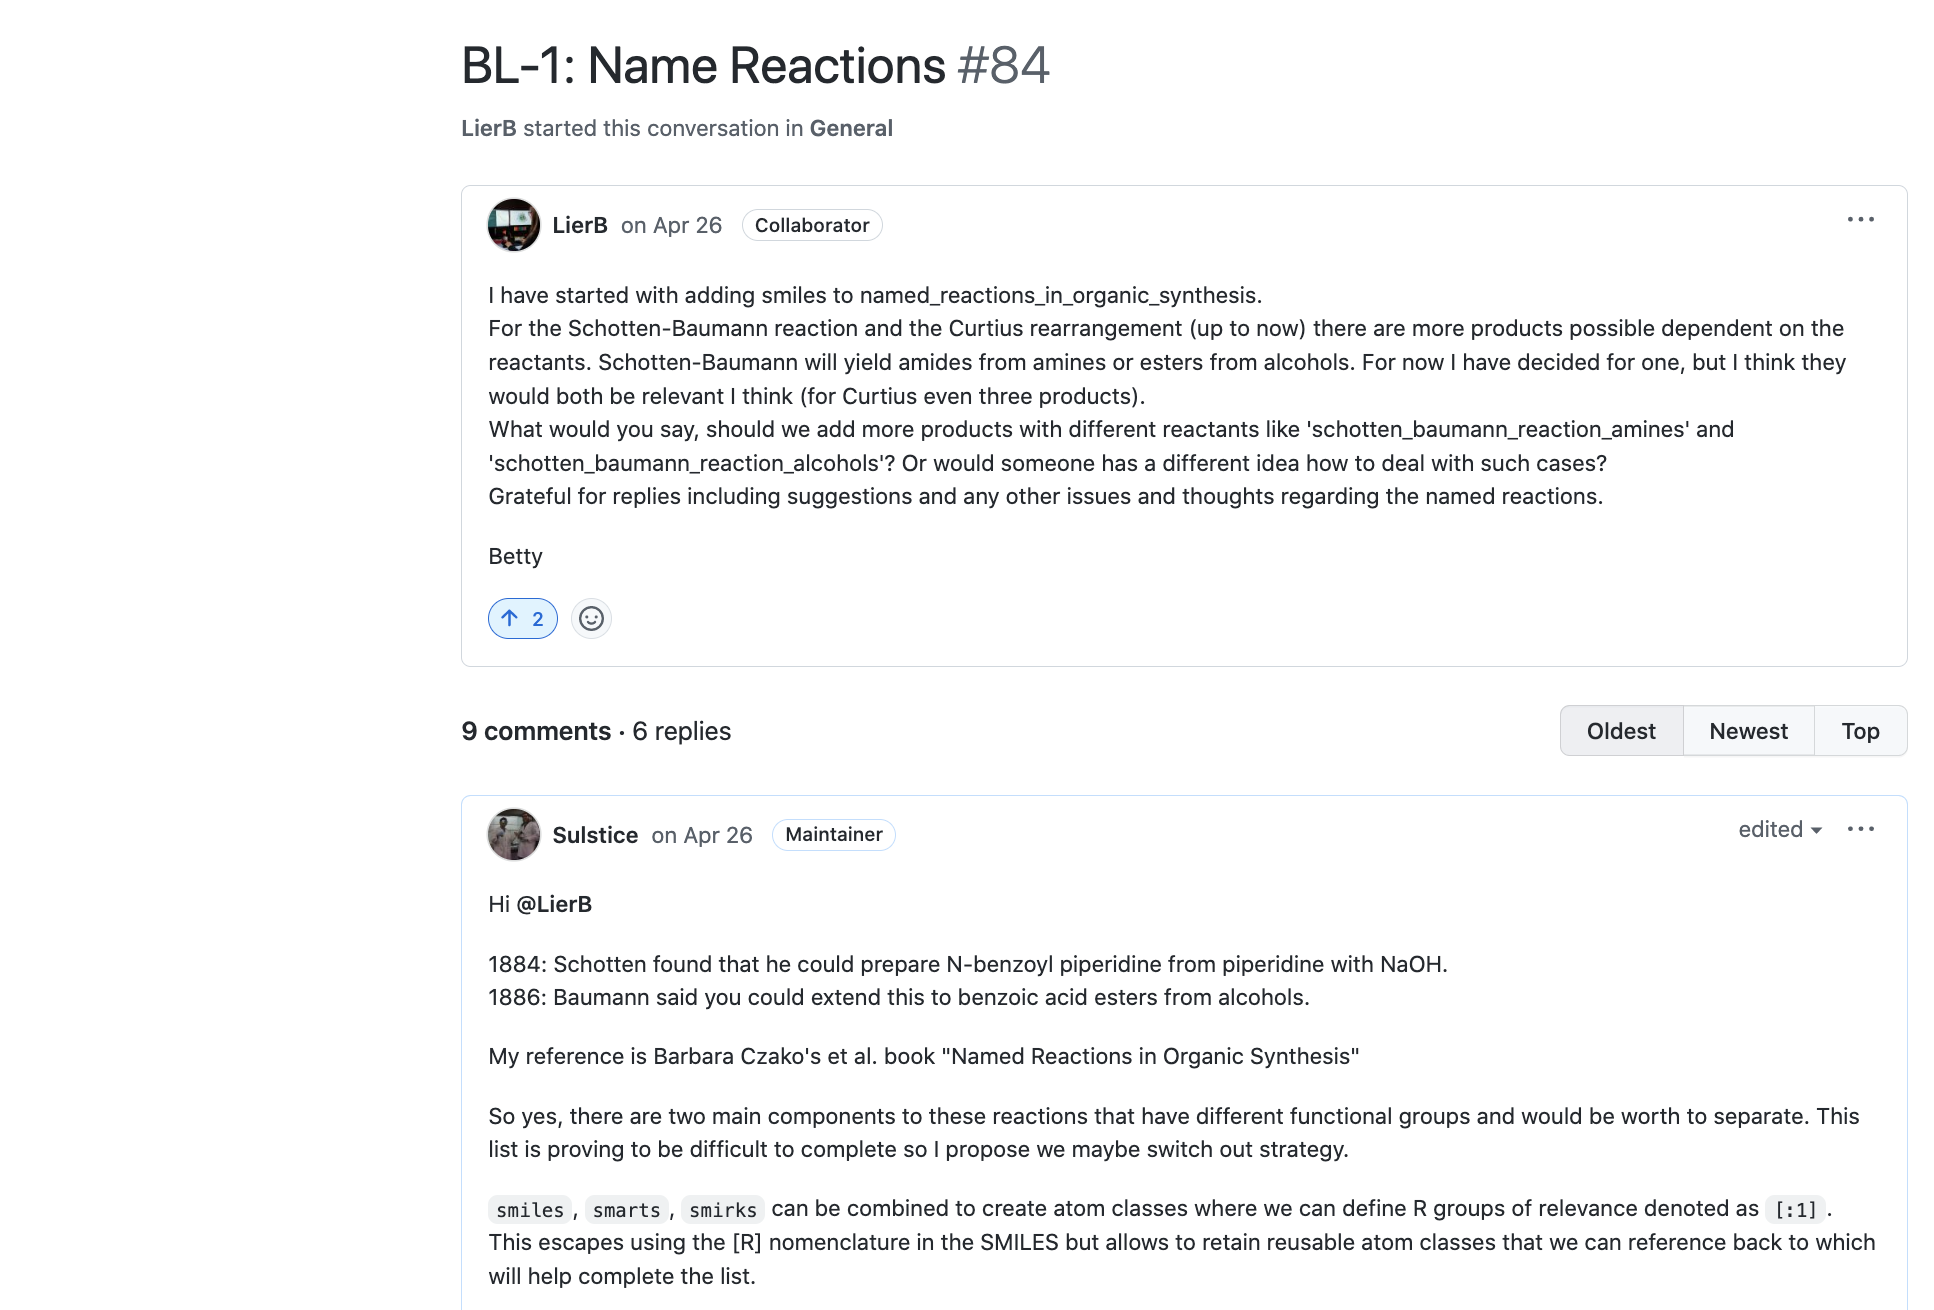 BL-1: Name Reactions #84
LierB started this conversation in General
LierB on Apr 26 Collaborator
I have started with adding smiles to named_reactions_in_organic_synthesis.
For the Schotten-Baumann reaction and the Curtius rearrangement (up to now) there are more products possible dependent on the
reactants. Schotten-Baumann will yield amides from amines or esters from alcohols. For now I have decided for one, but I think they
would both be relevant I think (for Curtius even three products).
What would you say, should we add more products with different reactants like 'schotten_baumann_reaction_amines' and
'schotten_baumann_reaction_alcohols'? Or would someone has a different idea how to deal with such cases?
Grateful for replies including suggestions and any other issues and thoughts regarding the named reactions.
Betty
2
9 comments · 6 replies
Oldest Newest Top
Sulstice on Apr 26 Maintainer edited
Hi @LierB
1884: Schotten found that he could prepare N-benzoyl piperidine from piperidine with NaOH.
1886: Baumann said you could extend this to benzoic acid esters from alcohols.
My reference is Barbara Czako's et al. book "Named Reactions in Organic Synthesis"
So yes, there are two main components to these reactions that have different functional groups and would be worth to separate. This
list is proving to be difficult to complete so I propose we maybe switch out strategy.
smiles, smarts, smirks can be combined to create atom classes where we can define R groups of relevance denoted as [:1].
This escapes using the [R] nomenclature in the SMILES but allows to retain reusable atom classes that we can reference back to which
will help complete the list.